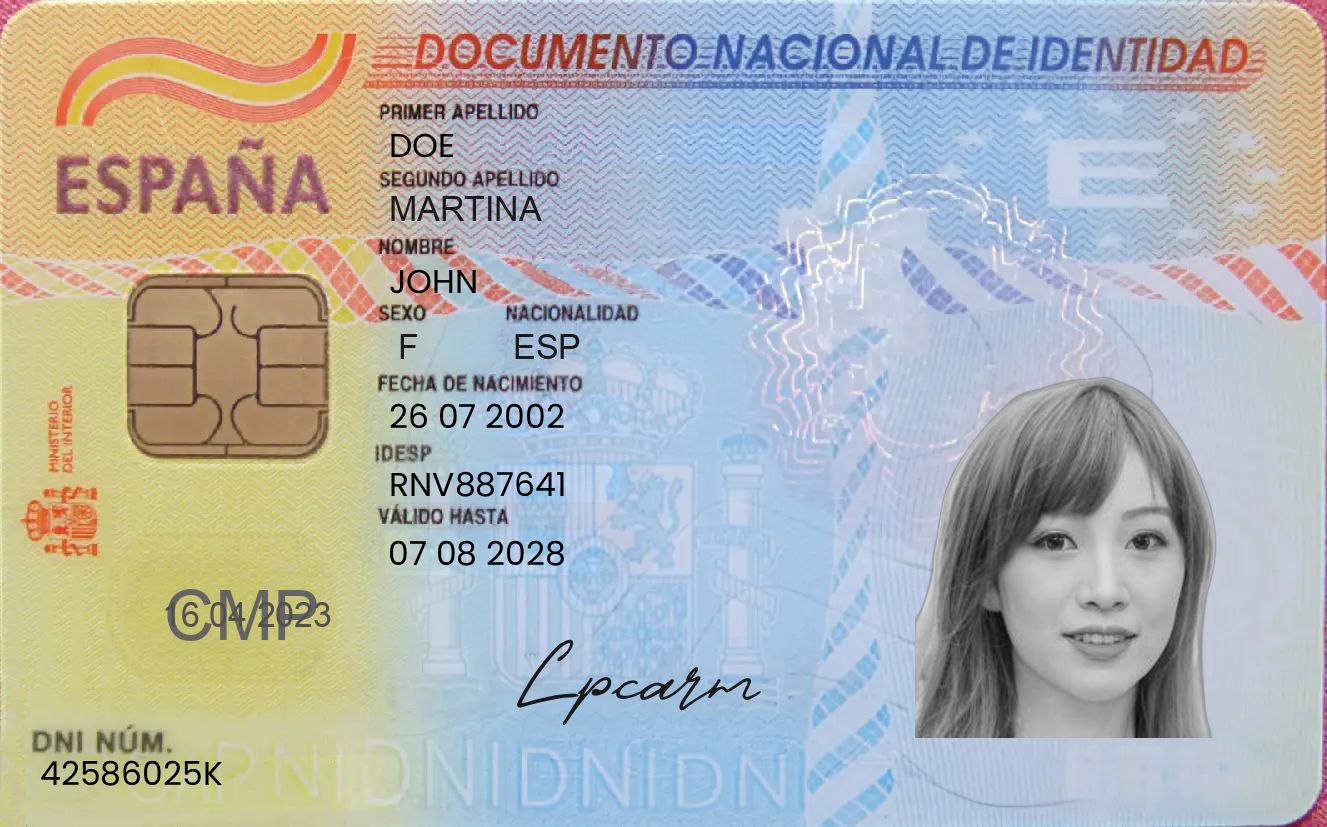 DOCUMENTO NACIONAL DE IDENTIDAD
ESPAÑA
PRIMER APELLIDO
DOE
SEGUNDO APELLIDO
MARTINA
NOMBRE
JOHN
SEXO NACIONALIDAD
F ESP
FECHA DE NACIMIENTO
26 07 2002
IDESP
RNV887641
VÁLIDO HASTA
07 08 2028
MINISTERIO
DEL INTERIOR
E
CMP
16 04 2023
Lpcarm
DNI NÚM.
42586025K
DNIDNIDNIDN